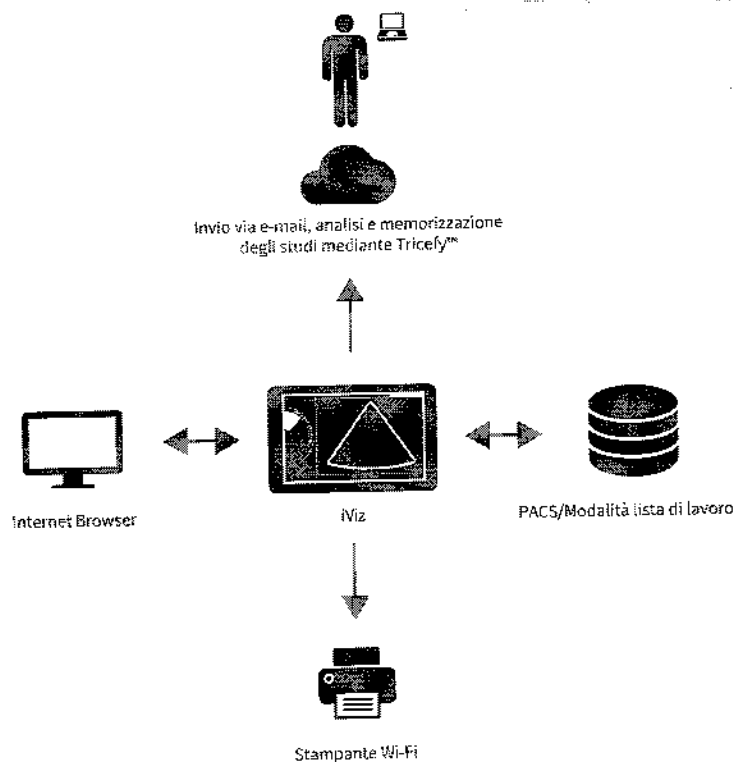 Invio via e-mail, analisi e memorizzazione
degli studi mediante Tricefy™
Internet Browser
iViz
PACS/Modalità lista di lavoro
Stampante Wi-Fi